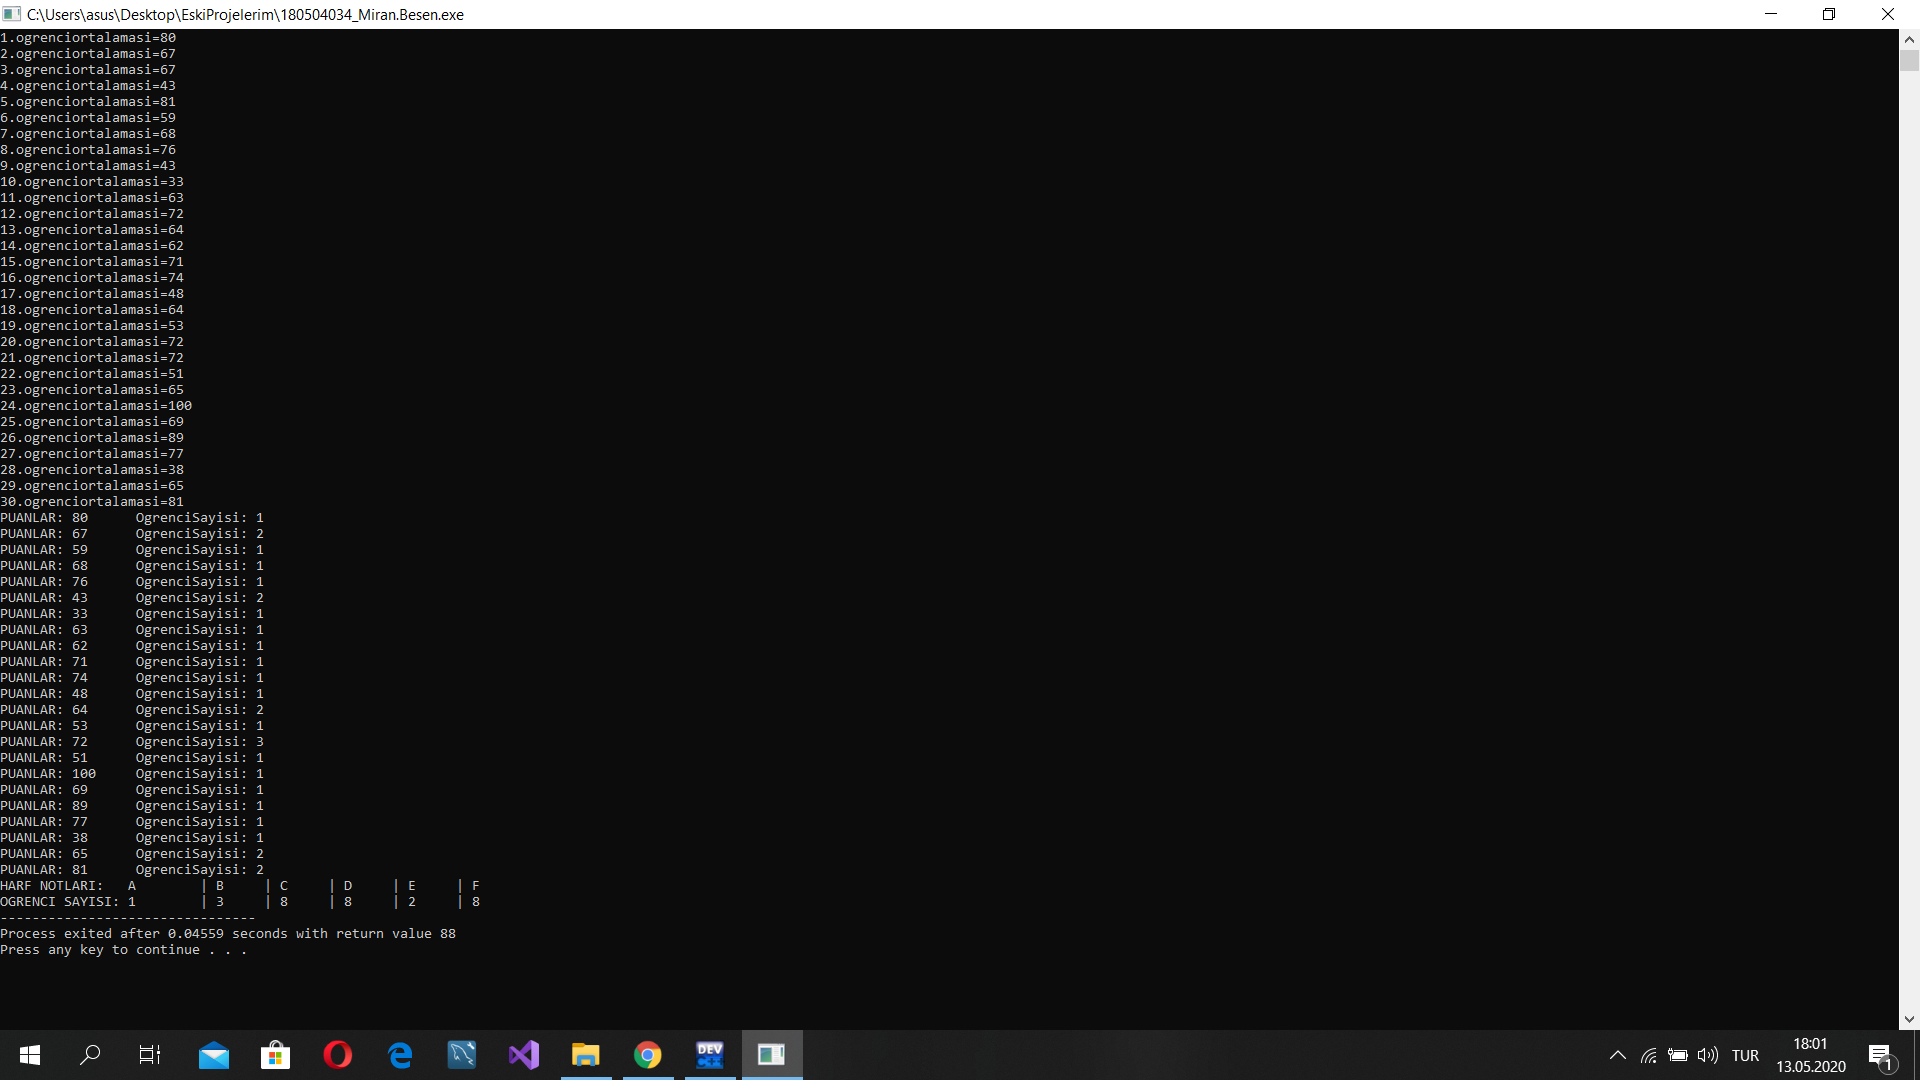 C:\Users\asus\Desktop\EskiProjelerim\180504034_Miran.Besen.exe
1.ogrenciortalamasi=80
2.ogrenciortalamasi=67
3.ogrenciortalamasi=67
4.ogrenciortalamasi=43
5.ogrenciortalamasi=81
6.ogrenciortalamasi=59
7.ogrenciortalamasi=68
8.ogrenciortalamasi=76
9.ogrenciortalamasi=43
10.ogrenciortalamasi=33
11.ogrenciortalamasi=63
12.ogrenciortalamasi=72
13.ogrenciortalamasi=64
14.ogrenciortalamasi=62
15.ogrenciortalamasi=71
16.ogrenciortalamasi=74
17.ogrenciortalamasi=48
18.ogrenciortalamasi=64
19.ogrenciortalamasi=53
20.ogrenciortalamasi=72
21.ogrenciortalamasi=72
22.ogrenciortalamasi=51
23.ogrenciortalamasi=65
24.ogrenciortalamasi=100
25.ogrenciortalamasi=69
26.ogrenciortalamasi=89
27.ogrenciortalamasi=77
28.ogrenciortalamasi=38
29.ogrenciortalamasi=65
30.ogrenciortalamasi=81
PUANLAR: 80      OgrenciSayisi: 1
PUANLAR: 67      OgrenciSayisi: 2
PUANLAR: 59      OgrenciSayisi: 1
PUANLAR: 68      OgrenciSayisi: 1
PUANLAR: 76      OgrenciSayisi: 1
PUANLAR: 43      OgrenciSayisi: 2
PUANLAR: 33      OgrenciSayisi: 1
PUANLAR: 63      OgrenciSayisi: 1
PUANLAR: 62      OgrenciSayisi: 1
PUANLAR: 71      OgrenciSayisi: 1
PUANLAR: 74      OgrenciSayisi: 1
PUANLAR: 48      OgrenciSayisi: 1
PUANLAR: 64      OgrenciSayisi: 2
PUANLAR: 53      OgrenciSayisi: 1
PUANLAR: 72      OgrenciSayisi: 3
PUANLAR: 51      OgrenciSayisi: 1
PUANLAR: 100     OgrenciSayisi: 1
PUANLAR: 69      OgrenciSayisi: 1
PUANLAR: 89      OgrenciSayisi: 1
PUANLAR: 77      OgrenciSayisi: 1
PUANLAR: 38      OgrenciSayisi: 1
PUANLAR: 65      OgrenciSayisi: 2
PUANLAR: 81      OgrenciSayisi: 2
HARF NOTLARI:   A        | B     | C     | D     | E     | F
OGRENCI SAYISI: 1        | 3     | 8     | 8     | 2     | 8
--------------------------------
Process exited after 0.04559 seconds with return value 88
Press any key to continue . . .
DEV C++
TUR
18:01
13.05.2020
1